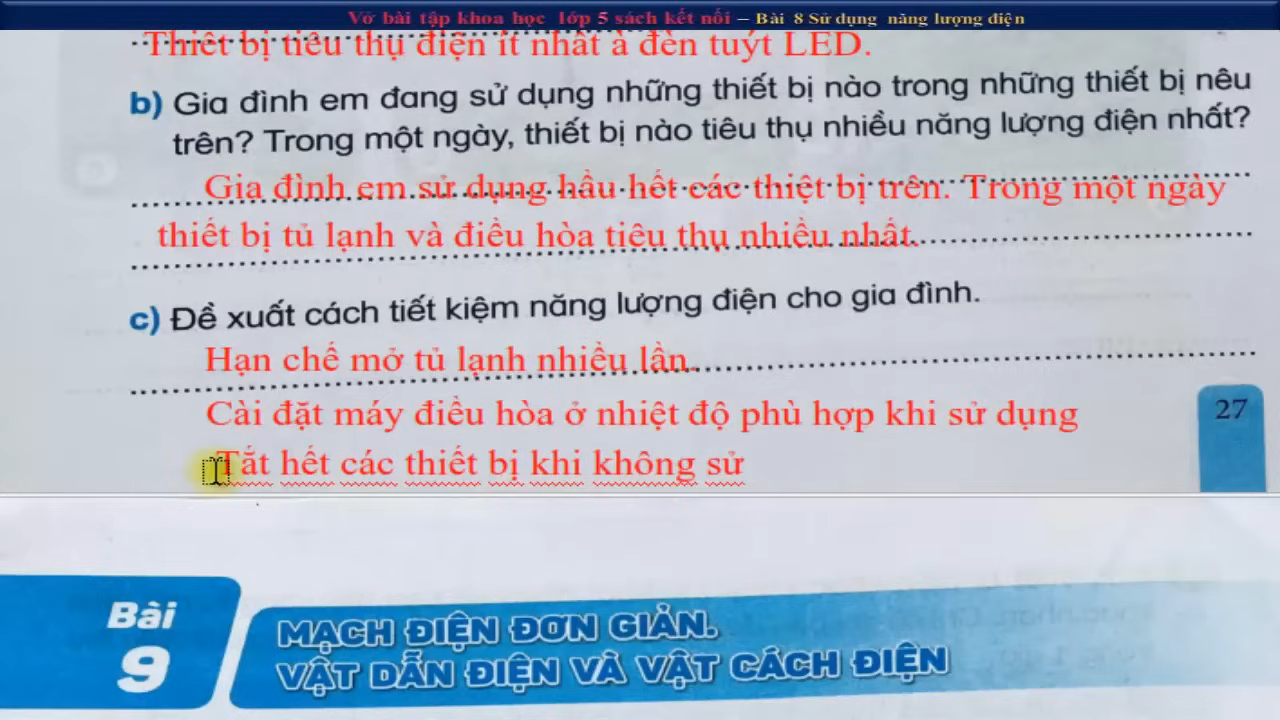 Vở bài tập khoa học lớp 5 sách kết nối – Bài 8 Sử dụng năng lượng điện
Thiết bị tiêu thụ điện ít nhất à đèn tuýt LED.
b) Gia đình em đang sử dụng những thiết bị nào trong những thiết bị nêu
trên? Trong một ngày, thiết bị nào tiêu thụ nhiều năng lượng điện nhất?
Gia đình em sử dụng hầu hết các thiệt bị trên. Trong một ngày
thiết bị tủ lạnh và điều hòa tiêu thụ nhiều nhất.
c) Đề xuất cách tiết kiệm năng lượng điện cho gia đình.
Hạn chế mở tủ lạnh nhiều lần.
Cài đặt máy điều hòa ở nhiệt độ phù hợp khi sử dụng
27
Tắt hết các thiết bị khi không sử
Bài
9
MẠCH ĐIỆN ĐƠN GIẢN.
VẬT DẪN ĐIỆN VÀ VẬT CÁCH ĐIỆN